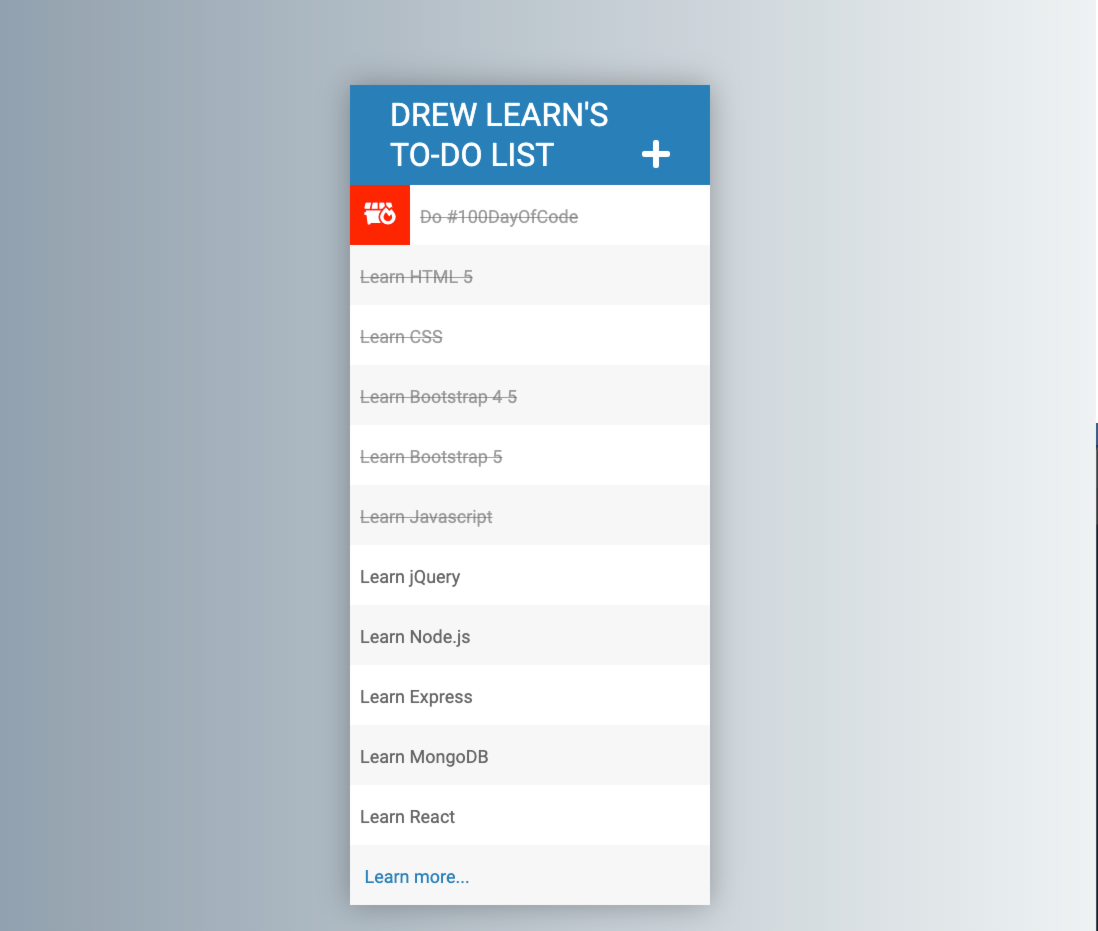 DREW LEARN'S
TO-DO LIST
Do #100DayOfCode
Learn HTML 5
Learn CSS
Learn Bootstrap 4 5
Learn Bootstrap 5
Learn Javascript
Learn jQuery
Learn Node.js
Learn Express
Learn MongoDB
Learn React
Learn more...